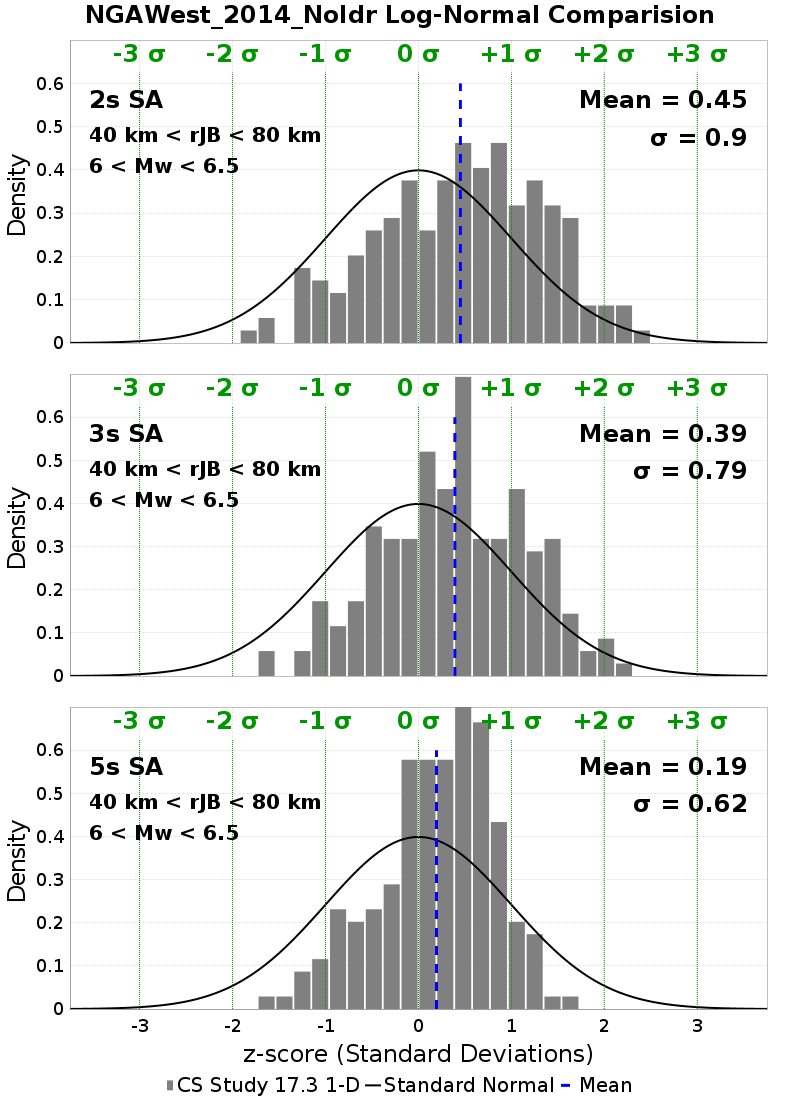 NGAWest_2014_NoIdr Log-Normal Comparision
-3 σ -2 σ -1 σ 0 σ +1 σ +2 σ +3 σ
0.6
2s SA Mean = 0.45
0.5
40 km < rJB < 80 km σ = 0.9
6 < Mw < 6.5
0.4
0.3
0.2
0.1
0
Density
-3 σ -2 σ -1 σ 0 σ +1 σ +2 σ +3 σ
0.6
3s SA Mean = 0.39
0.5
40 km < rJB < 80 km σ = 0.79
6 < Mw < 6.5
0.4
0.3
0.2
0.1
0
Density
-3 σ -2 σ -1 σ 0 σ +1 σ +2 σ +3 σ
0.6
5s SA Mean = 0.19
0.5
40 km < rJB < 80 km σ = 0.62
6 < Mw < 6.5
0.4
0.3
0.2
0.1
0
Density
-3 -2 -1 0 1 2 3
z-score (Standard Deviations)
CS Study 17.3 1-D Standard Normal Mean